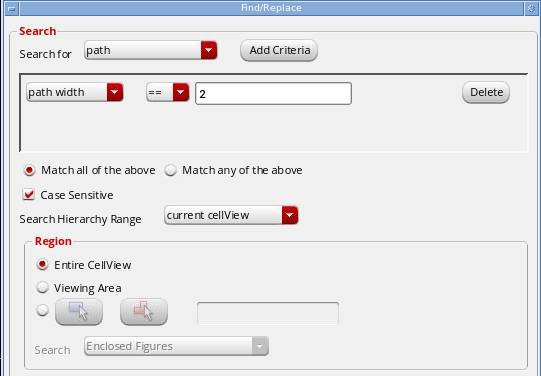 Find/Replace
Search
Search for path Add Criteria
path width == 2 Delete
Match all of the above Match any of the above
Case Sensitive
Search Hierarchy Range current cellView
Region
Entire CellView
Viewing Area
Search Enclosed Figures